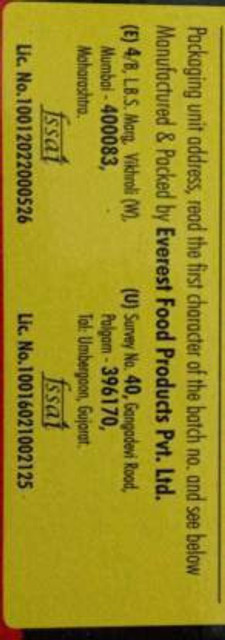 Packaging unit address, read the first character of the batch no. and see below
Manufactured & Packed by Everest Food Products Pvt. Ltd.
(E) 4/B, L.B.S. Marg, Vikhroli (W),
Mumbai - 400083,
Maharashtra.
fssai
Lic. No.10012022000526
(U) Survey No. 40, Gangadevi Road,
Palgam - 396170,
Tal: Umbergaon, Gujarat.
fssai
Lic. No.10016021002125